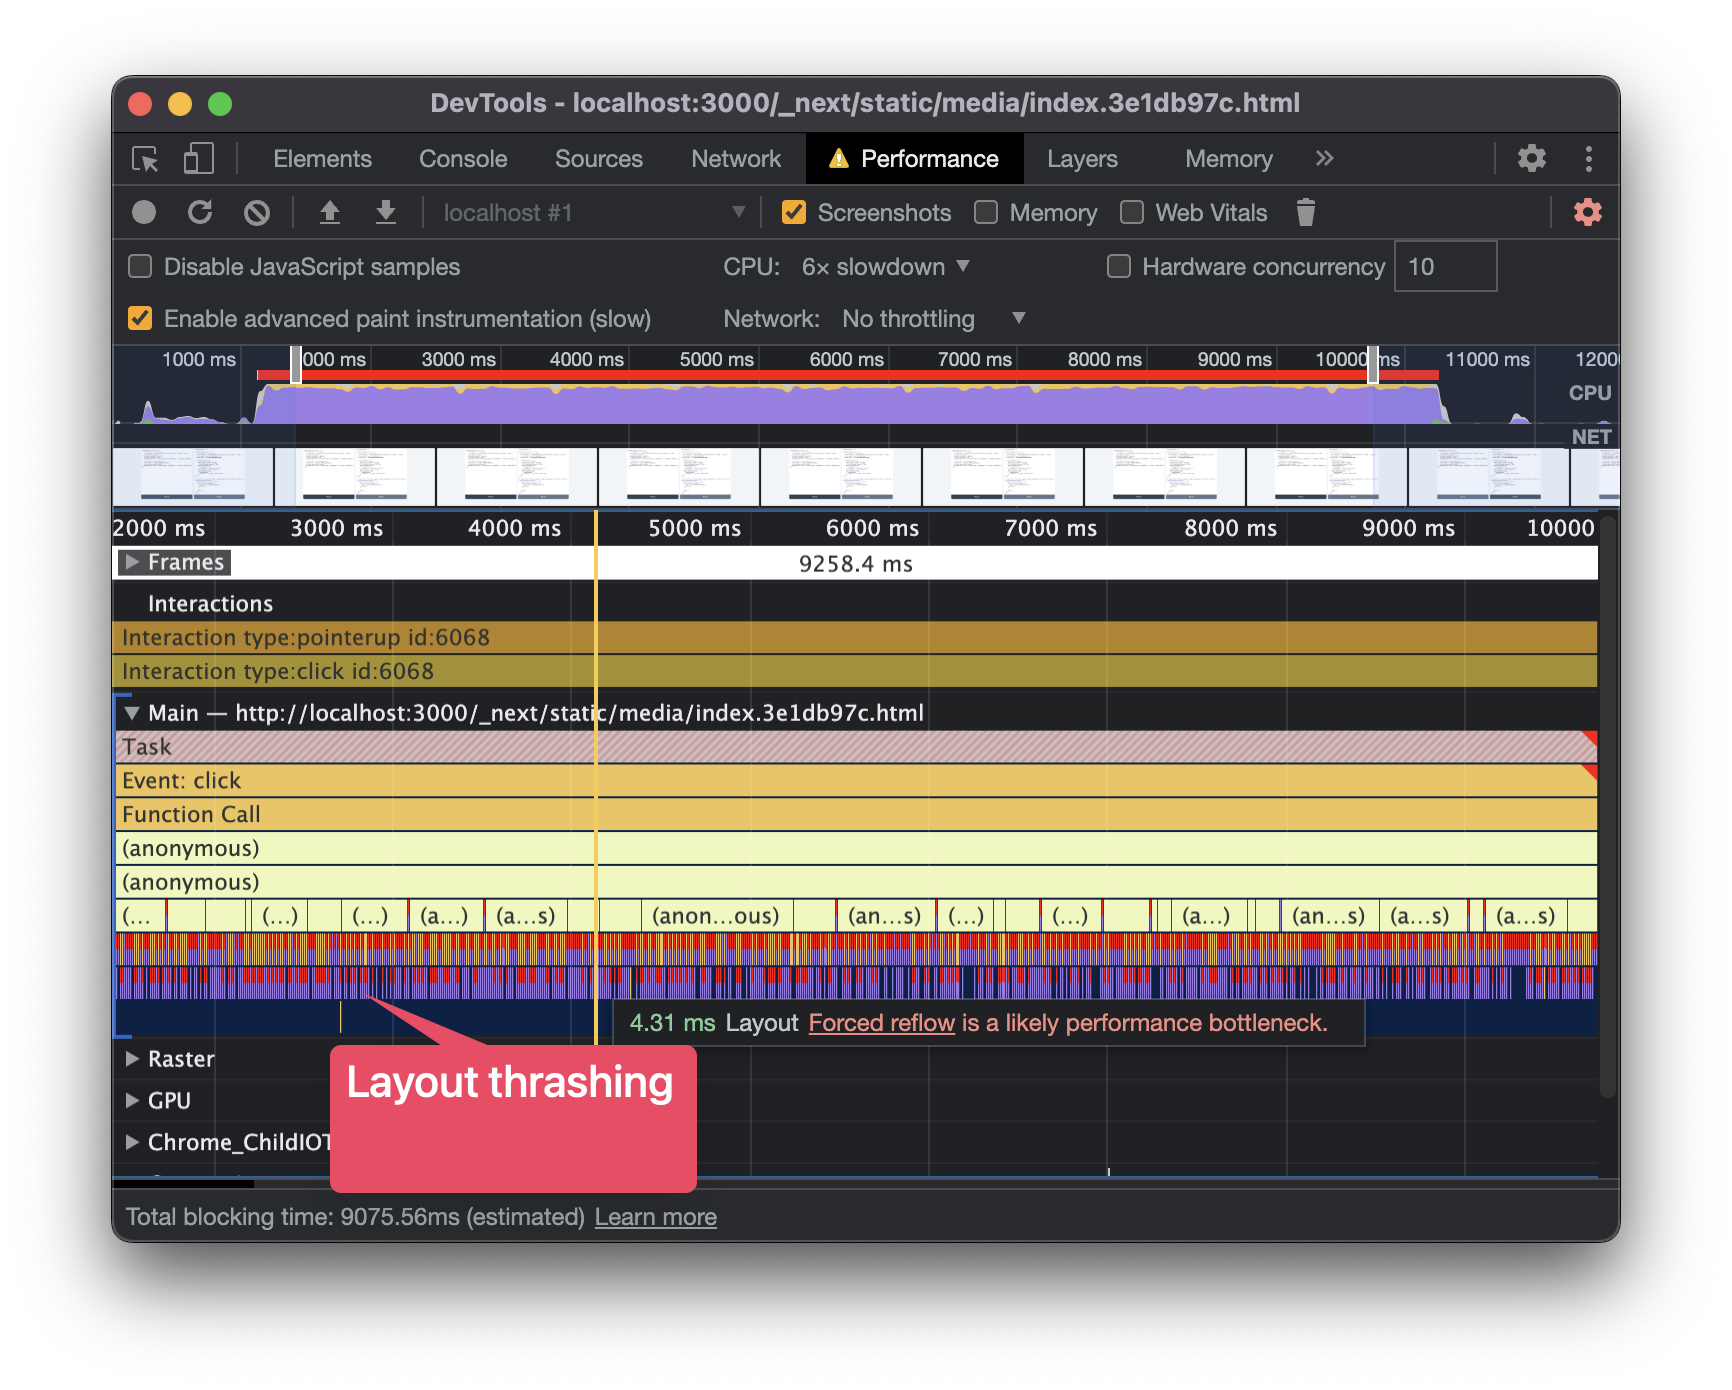 DevTools - localhost:3000/_next/static/media/index.3e1db97c.html
Elements Console Sources Network Performance Layers Memory
localhost #1 Screenshots Memory Web Vitals
Disable JavaScript samples CPU: 6× slowdown Hardware concurrency 10
Enable advanced paint instrumentation (slow) Network: No throttling
1000 ms 000 ms 3000 ms 4000 ms 5000 ms 6000 ms 7000 ms 8000 ms 9000 ms 10000 ms 11000 ms 1200
CPU
NET
2000 ms 3000 ms 4000 ms 5000 ms 6000 ms 7000 ms 8000 ms 9000 ms 10000
Frames 9258.4 ms
Interactions
Interaction type:pointerup id:6068
Interaction type:click id:6068
Main — http://localhost:3000/_next/static/media/index.3e1db97c.html
Task
Event: click
Function Call
(anonymous)
(anonymous)
(... (...) (...) (a...) (a...s) (anon...ous) (an...s) (...) (...) (a...) (an...s) (a...s) (a...s)
4.31 ms Layout Forced reflow is a likely performance bottleneck.
Raster
Layout thrashing
GPU
Chrome_ChildIOT
Total blocking time: 9075.56ms (estimated) Learn more